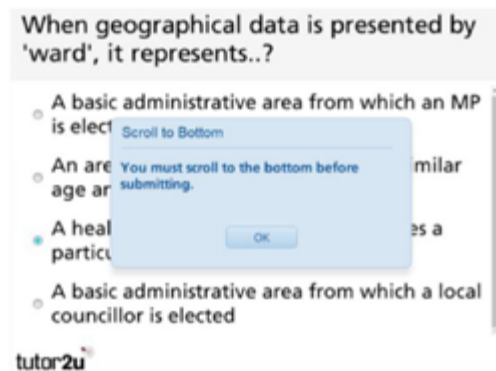 When geographical data is presented by
'ward', it represents..?
A basic administrative area from which an MP
is elect
Scroll to Bottom
An are
You must scroll to the bottom before
submitting.
milar
age ar
A heal
es a
OK
particu
A basic administrative area from which a local
councillor is elected
tutor2u